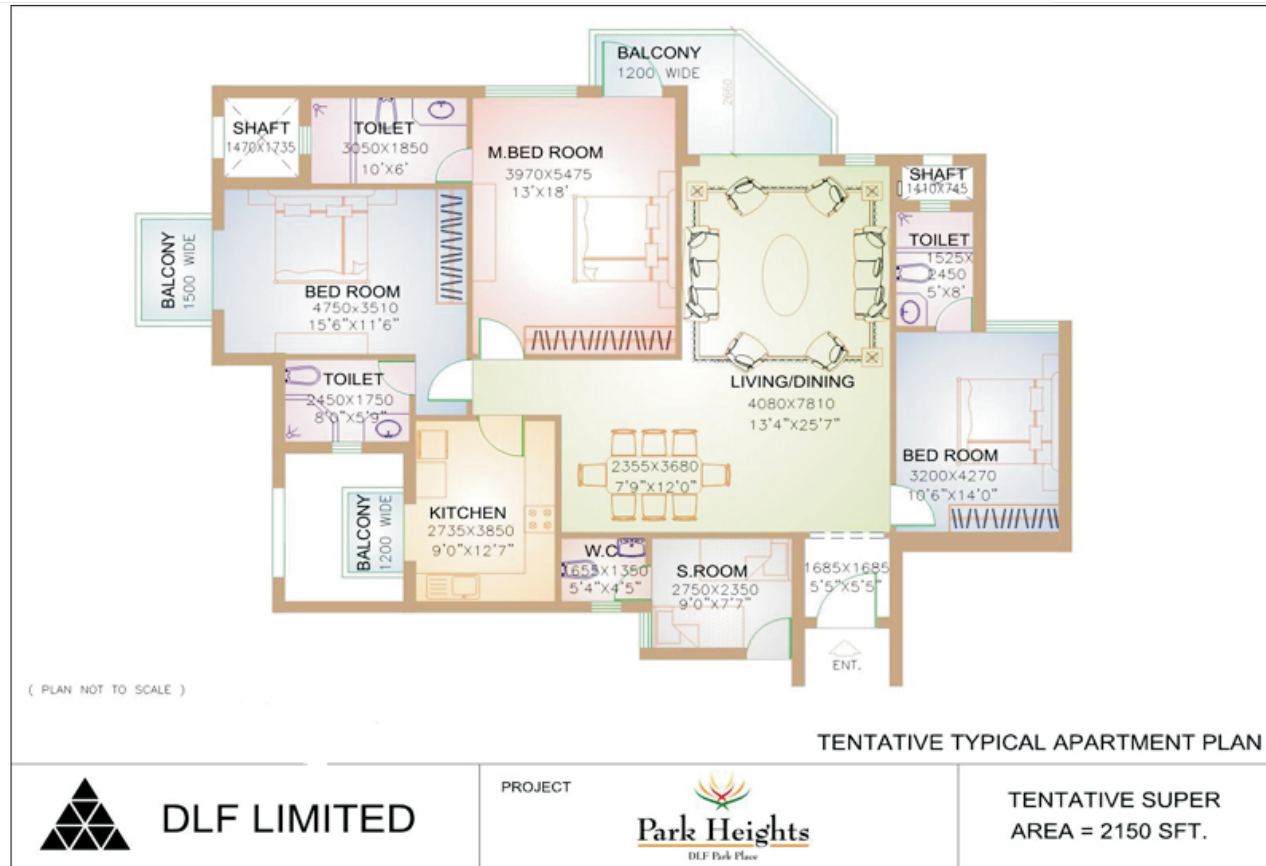 BALCONY
1200 WIDE
2660
SHAFT
1470X1735
TOILET
3050X1850
10'X6'
M.BED ROOM
3970X5475
13'X18'
SHAFT
1410X745
TOILET
1525X
2450
5'X8'
BALCONY
1500 WIDE
BED ROOM
4750x3510
15'6"X11'6"
TOILET
2450X1750
8'0"X5'9"
LIVING/DINING
4080X7810
13'4"X25'7"
2355X3680
7'9"X12'0"
BED ROOM
3200X4270
10'6"X14'0"
BALCONY
1200 WIDE
KITCHEN
2735X3850
9'0"X12'7"
W.C
1655X1350
5'4"X4'5"
S.ROOM
2750X2350
9'0"X7'7"
1685X1685
5'5"X5'5"
ENT.
( PLAN NOT TO SCALE )
TENTATIVE TYPICAL APARTMENT PLAN
DLF LIMITED
PROJECT
Park Heights
DLF Park Place
TENTATIVE SUPER
AREA = 2150 SFT.